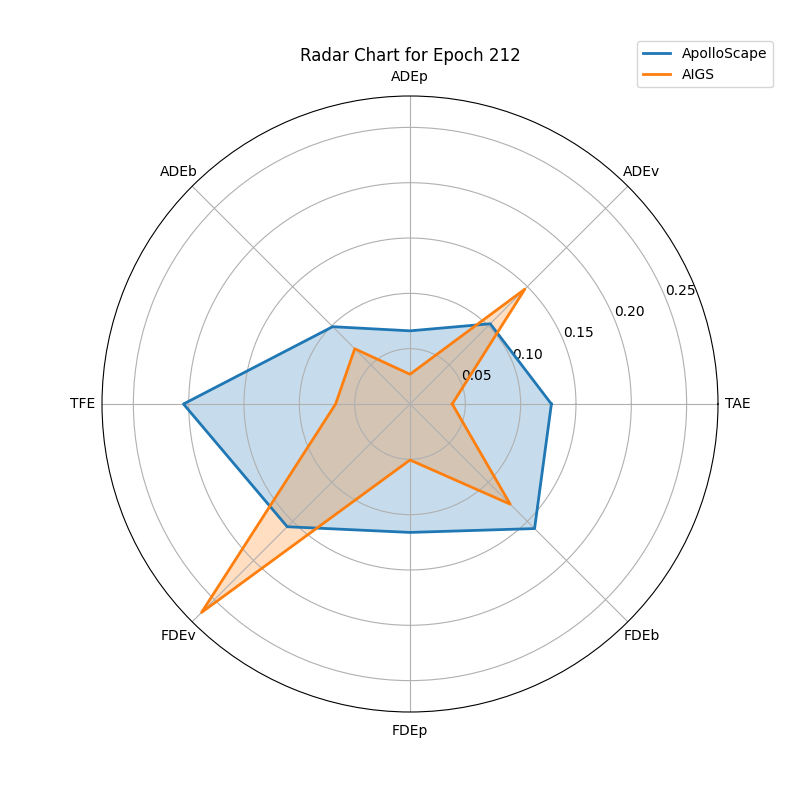 Radar Chart for Epoch 212
ApolloScape
AIGS
ADEp
ADEb
ADEv
0.25
0.20
0.15
0.10
0.05
TFE
TAE
FDEv
FDEb
FDEp